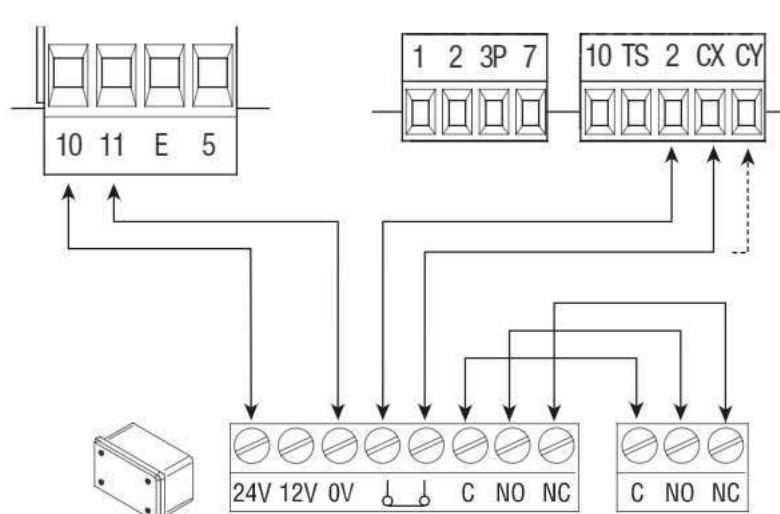 1 2 3P 7
10 TS 2 CX CY
10 11 E 5
24V 12V 0V C NO NC
C NO NC